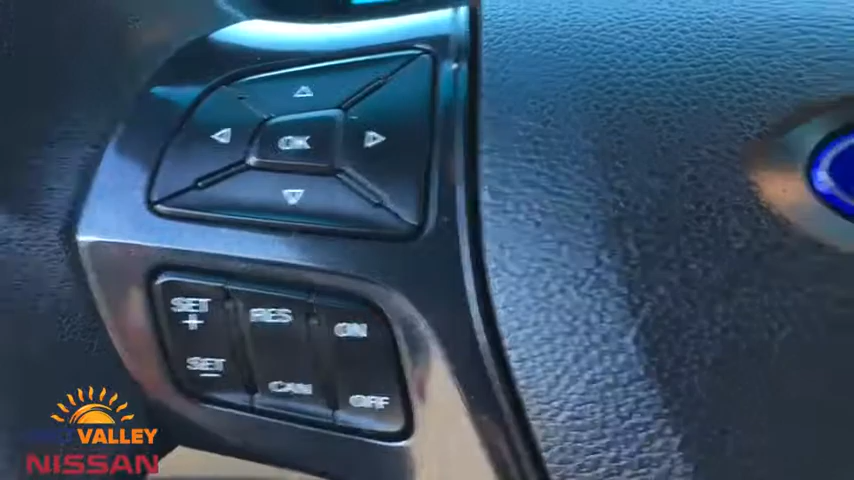 OK
SET RES ON
+
SET CAN OFF
–
VALLEY
NISSAN